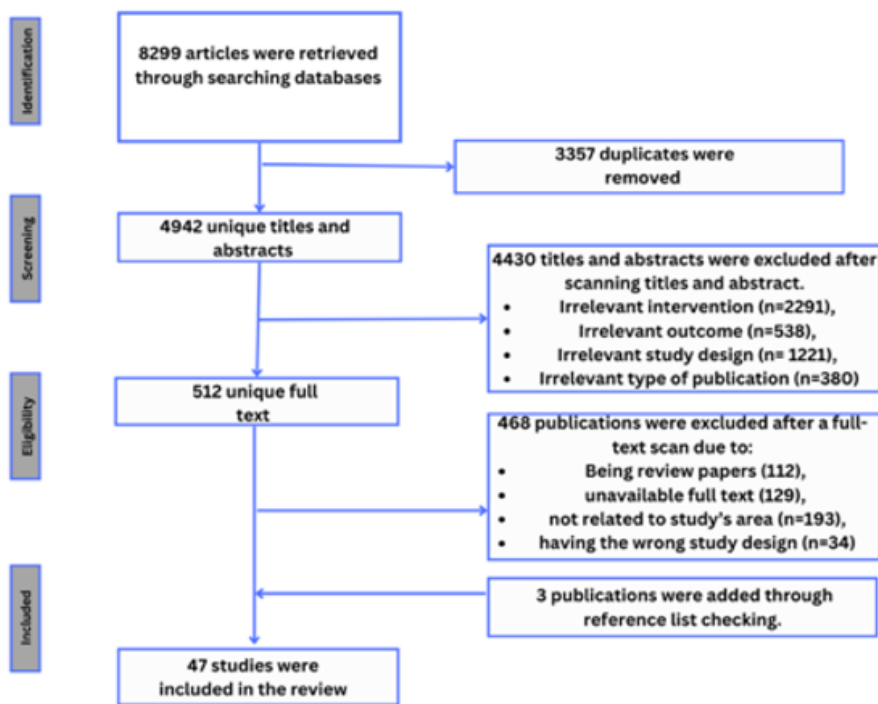 Identification
8299 articles were retrieved
through searching databases
3357 duplicates were
removed
Screening
4942 unique titles and
abstracts
4430 titles and abstracts were excluded after
scanning titles and abstract.
• Irrelevant intervention (n=2291),
• Irrelevant outcome (n=538),
• Irrelevant study design (n= 1221),
• Irrelevant type of publication (n=380)
Eligibility
512 unique full
text
468 publications were excluded after a full-
text scan due to:
• Being review papers (112),
• unavailable full text (129),
• not related to study's area (n=193),
• having the wrong study design (n=34)
Included
3 publications were added through
reference list checking.
47 studies were
included in the review